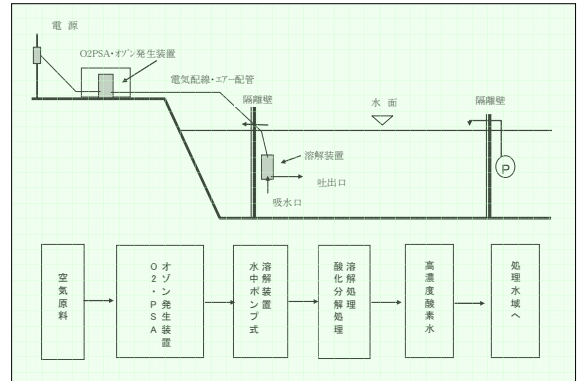 電 源
O2PSA・オゾン発生装置
電気配線・エアー配管
隔離壁
水 面
隔離壁
溶解装置
P
吐出口
吸水口
空気原料
オゾン発生装置
O2・PSA
溶解装置
水中ポンプ式
溶解処理
酸化分解処理
高濃度酸素水
処理水域へ